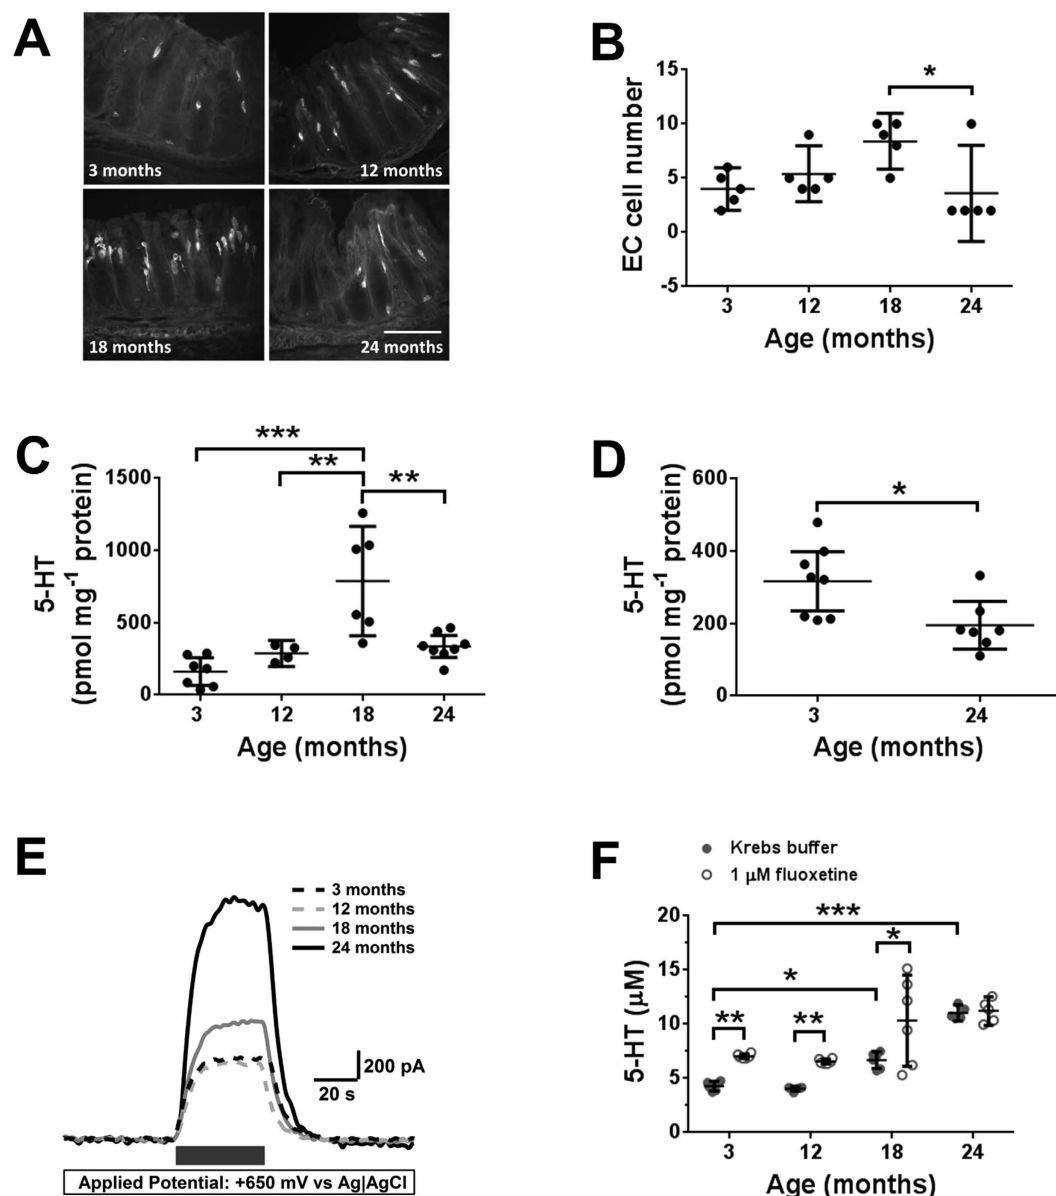 A
3 months
12 months
18 months
24 months
B
EC cell number
15
10
5
0
-5
*
3 12 18 24
Age (months)
C
5-HT
(pmol mg⁻¹ protein)
1500
1000
500
0
***
**
**
3 12 18 24
Age (months)
D
5-HT
(pmol mg⁻¹ protein)
600
400
200
0
*
3 24
Age (months)
E
3 months
12 months
18 months
24 months
200 pA
20 s
Applied Potential: +650 mV vs Ag|AgCl
F
Krebs buffer
1 μM fluoxetine
5-HT (μM)
20
15
10
5
0
***
*
*
**
**
3 12 18 24
Age (months)